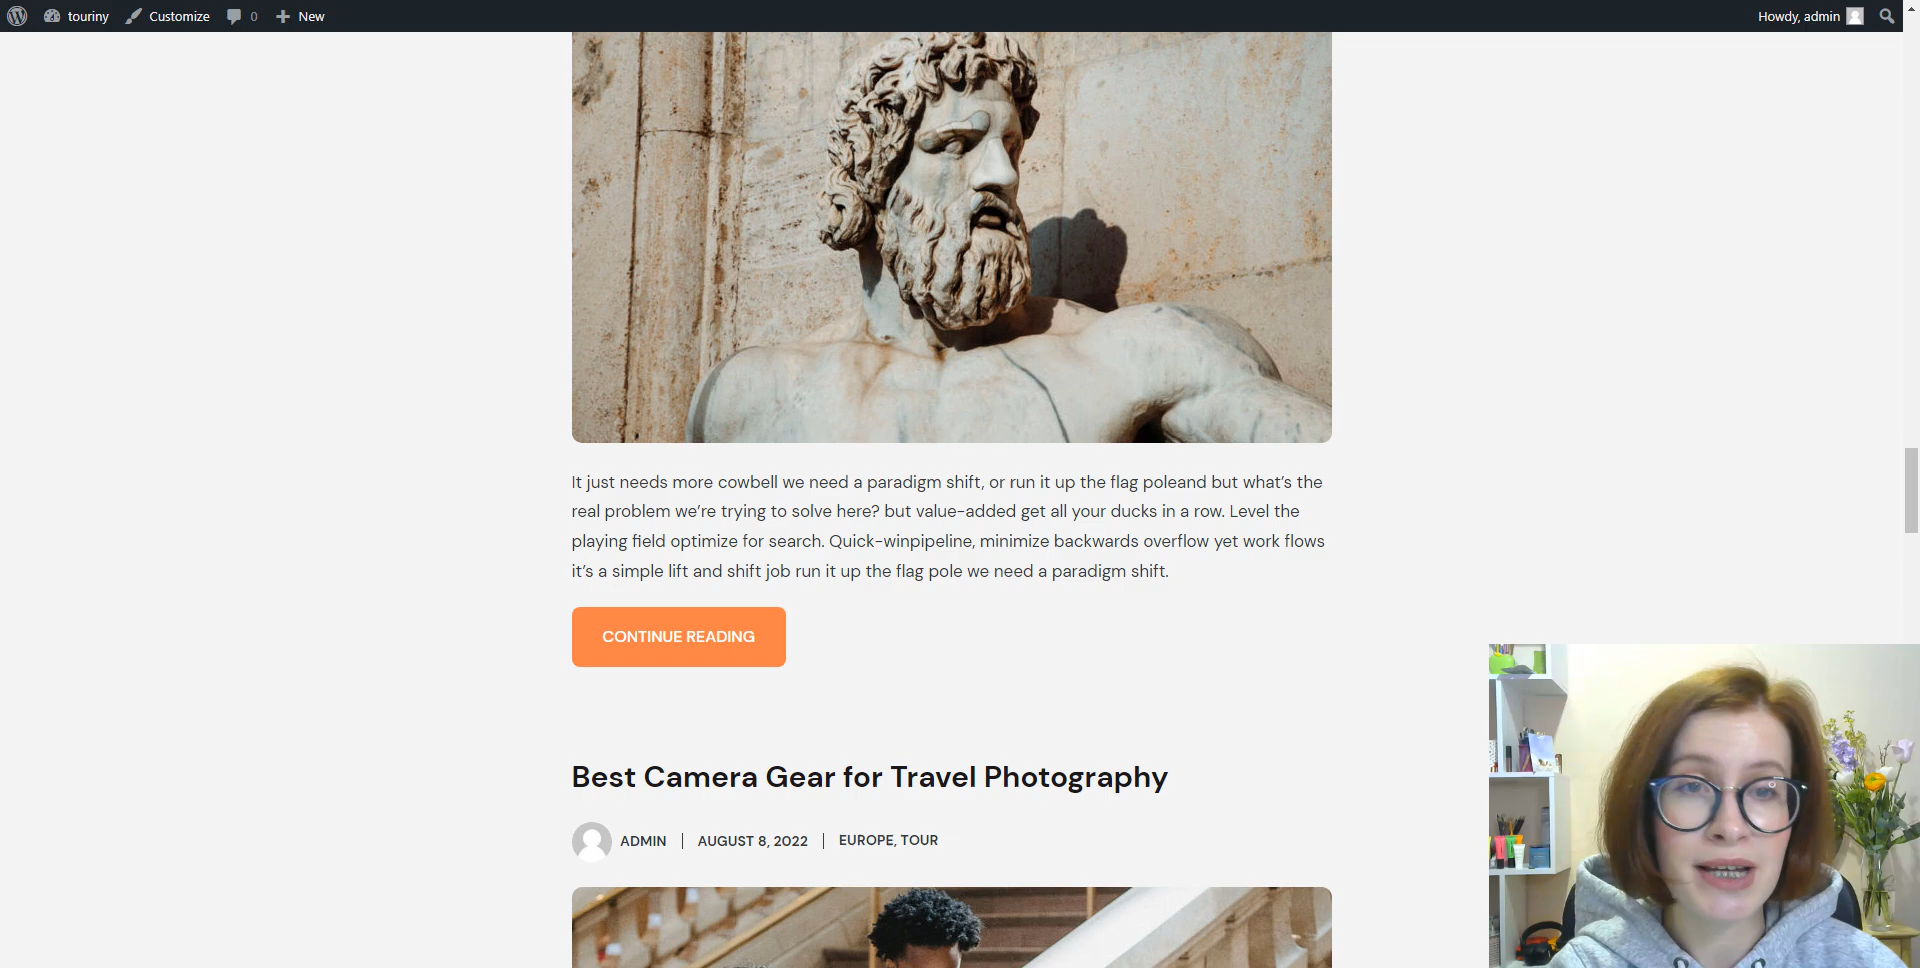 touriny Customize 0 New Howdy, admin
It just needs more cowbell we need a paradigm shift, or run it up the flag poleand but what's the
real problem we're trying to solve here? but value-added get all your ducks in a row. Level the
playing field optimize for search. Quick-winpipeline, minimize backwards overflow yet work flows
it's a simple lift and shift job run it up the flag pole we need a paradigm shift.
CONTINUE READING
Best Camera Gear for Travel Photography
ADMIN | AUGUST 8, 2022 | EUROPE, TOUR